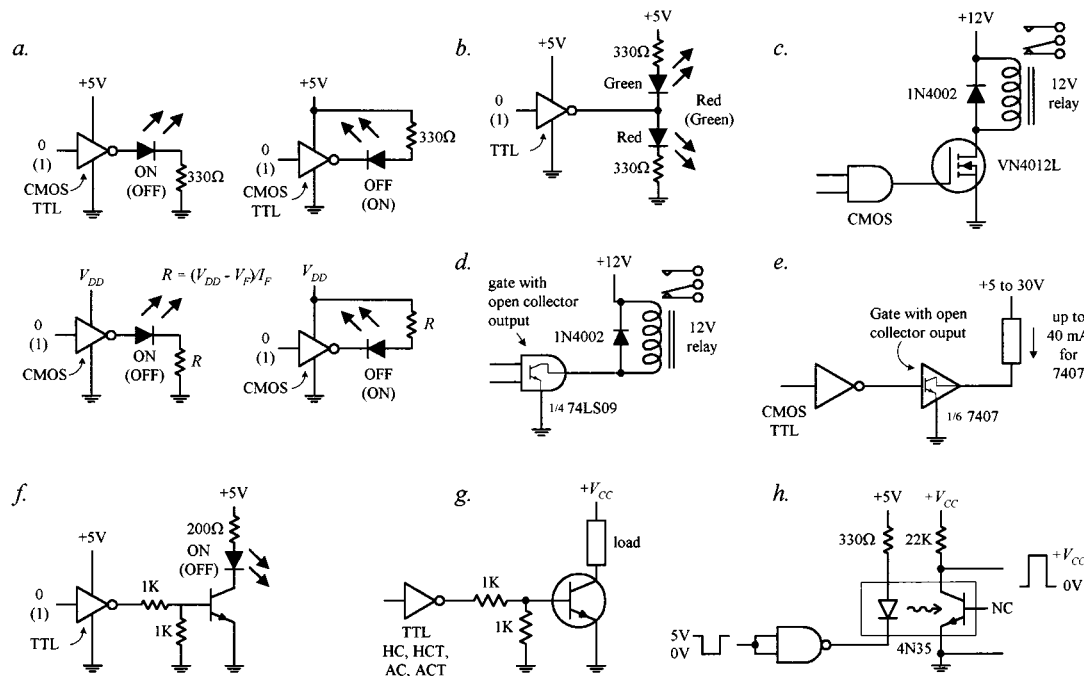 a.
+5V
0
(1)
CMOS
TTL
ON
(OFF)
330Ω
+5V
0
(1)
CMOS
TTL
OFF
(ON)
330Ω
V_DD
R = (V_DD - V_F)/I_F
0
(1)
CMOS
ON
(OFF)
R
V_DD
0
(1)
CMOS
OFF
(ON)
R
b.
+5V
330Ω
+5V
Green
0
(1)
Red
(Green)
TTL
Red
330Ω
c.
+12V
1N4002
12V
relay
VN4012L
CMOS
d.
+12V
gate with
open collector
output
1N4002
12V
relay
1/4 74LS09
e.
+5 to 30V
Gate with open
collector ouput
up to
40 mA
for
7407
CMOS
TTL
1/6 7407
f.
+5V
+5V
200Ω
ON
(OFF)
0
(1)
1K
1K
TTL
g.
+V_CC
load
1K
1K
TTL
HC, HCT,
AC, ACT
h.
+5V
+V_CC
330Ω
22K
+V_CC
0V
NC
5V
0V
4N35